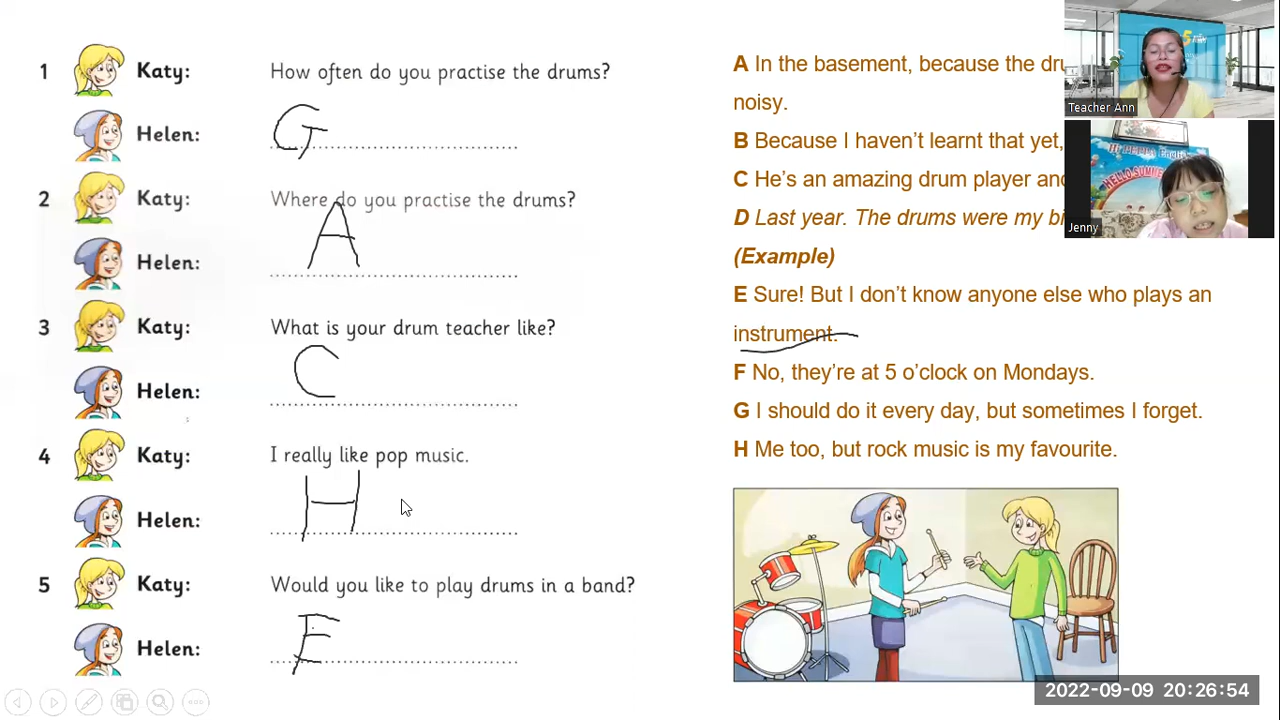 1 Katy: How often do you practise the drums?
Helen: G
2 Katy: Where do you practise the drums?
Helen: A
3 Katy: What is your drum teacher like?
Helen: C
4 Katy: I really like pop music.
Helen: H
5 Katy: Would you like to play drums in a band?
Helen: E
A In the basement, because the
noisy.
B Because I haven't learnt that yet,
C He's an amazing drum player
D Last year. The drums were my
(Example)
E Sure! But I don't know anyone else who plays an
instrument.
F No, they're at 5 o'clock on Mondays.
G I should do it every day, but sometimes I forget.
H Me too, but rock music is my favourite.
Teacher Ann
Jenny
2022-09-09 20:26:54